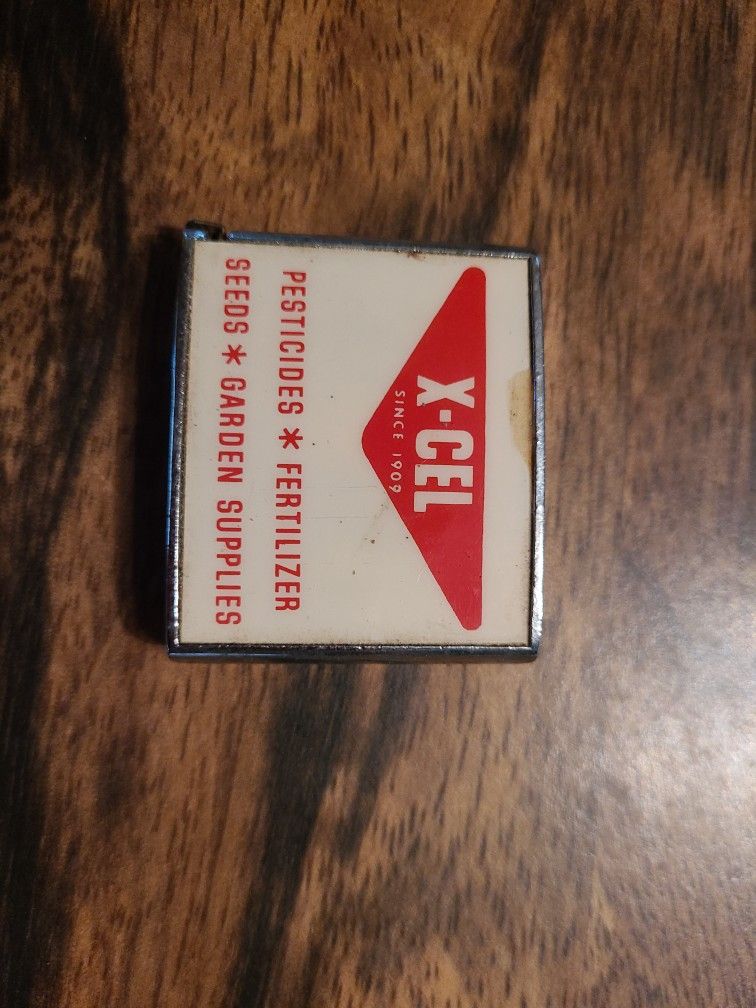 X-CEL
SINCE 1909
PESTICIDES * FERTILIZER
SEEDS * GARDEN SUPPLIES